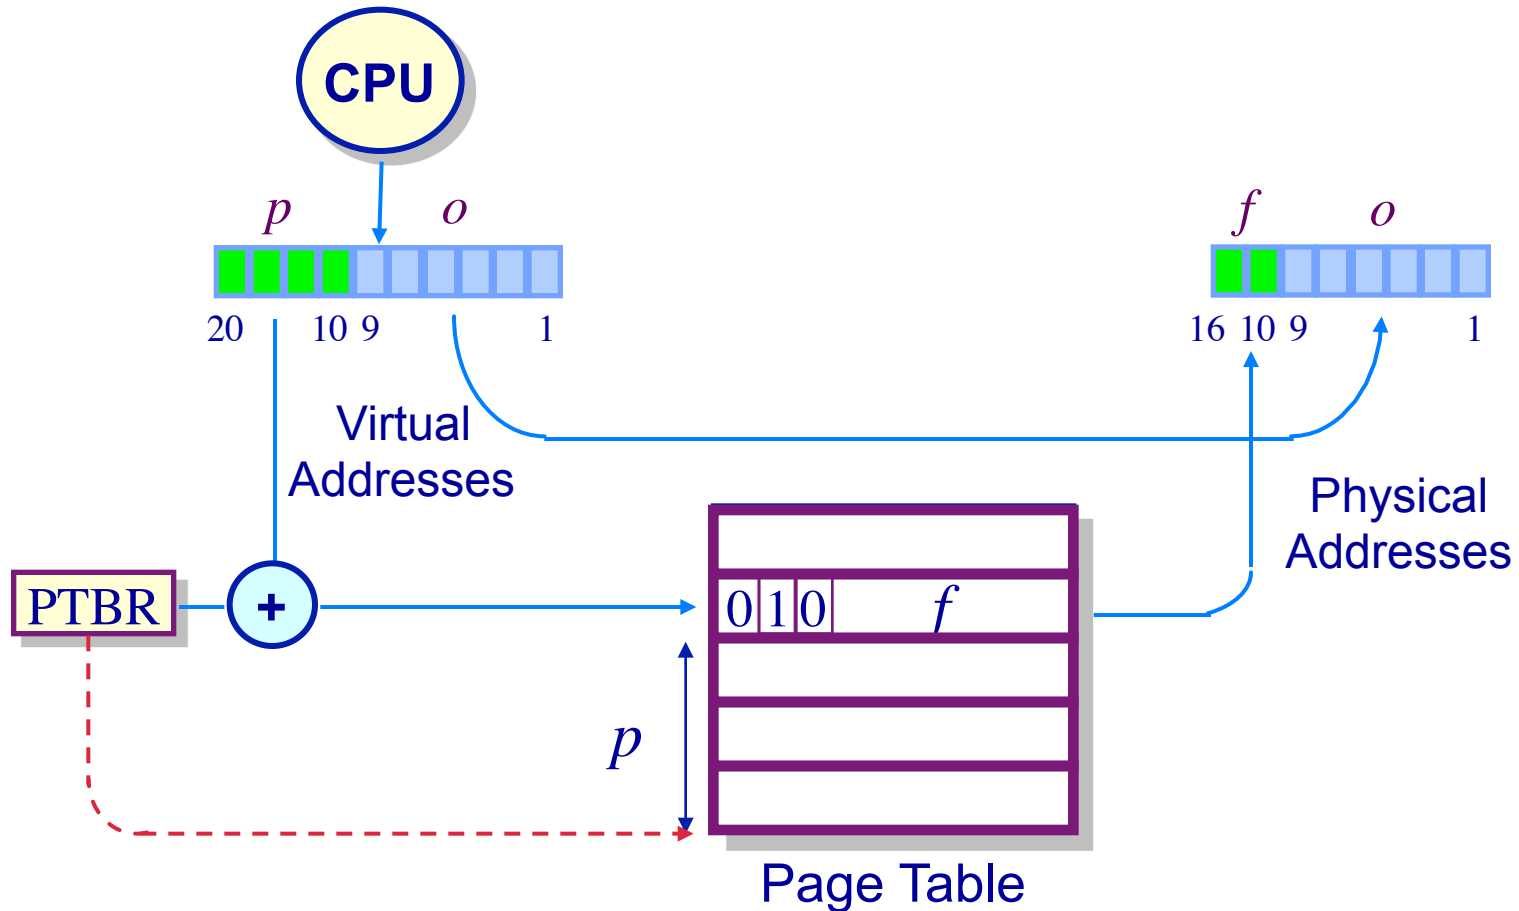 CPU
p
o
f
o
20
10
9
1
16
10
9
1
Virtual
Addresses
Physical
Addresses
PTBR
+
0 1 0 f
p
Page Table